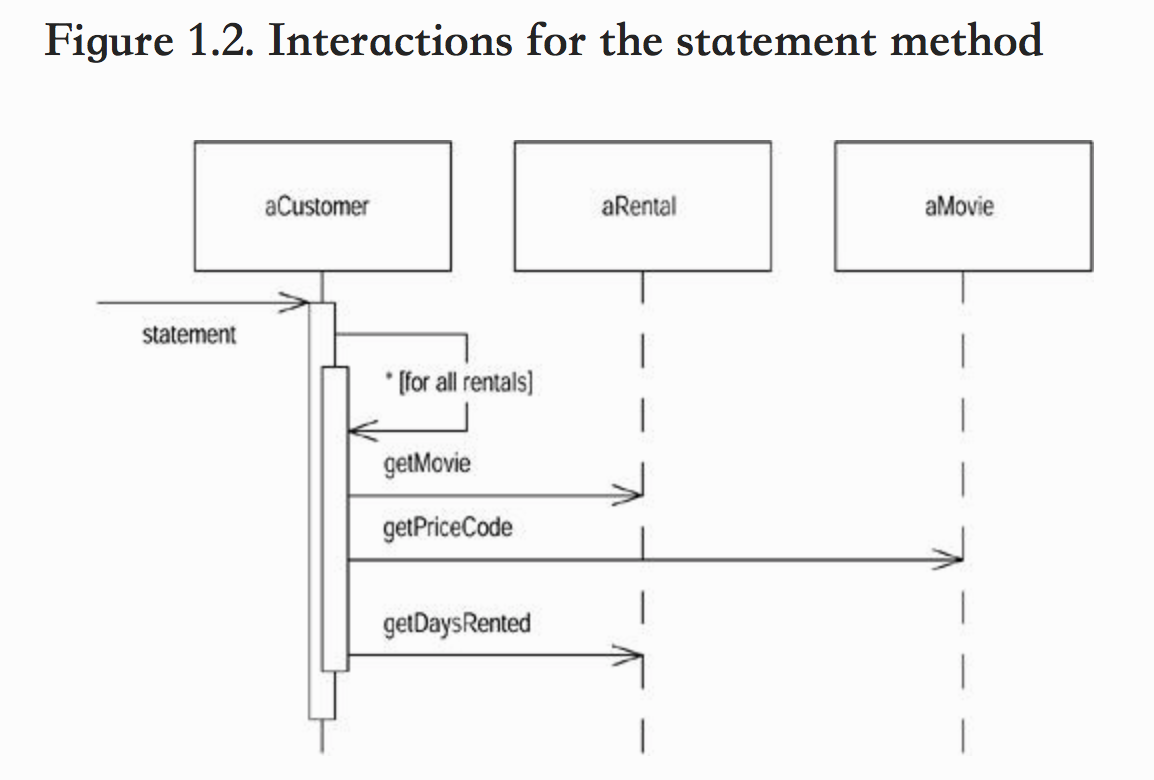 Figure 1.2. Interactions for the statement method
aCustomer
aRental
aMovie
statement
* [for all rentals]
getMovie
getPriceCode
getDaysRented